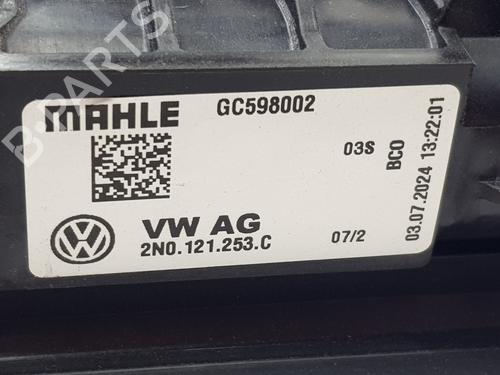 B-PARTS
MAHLE GC598002
03S
BCO
03.07.2024 13:22:01
VW AG
2N0.121.253.C 07/2